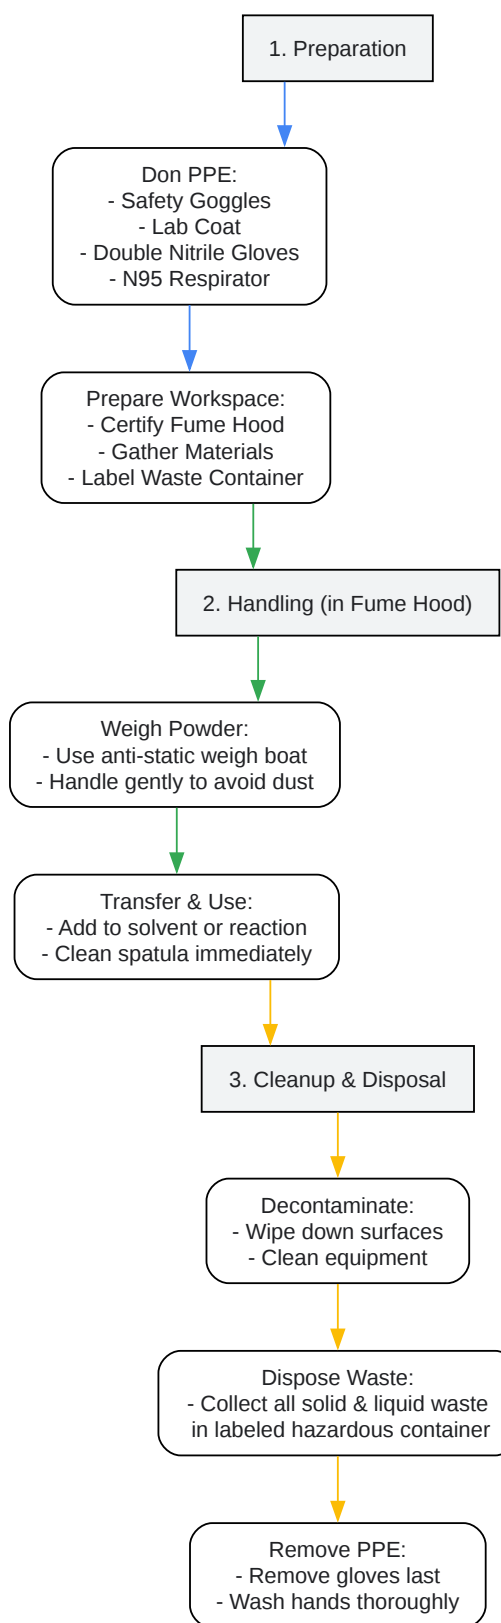 1. Preparation
Don PPE:
- Safety Goggles
- Lab Coat
- Double Nitrile Gloves
- N95 Respirator
Prepare Workspace:
- Certify Fume Hood
- Gather Materials
- Label Waste Container
2. Handling (in Fume Hood)
Weigh Powder:
- Use anti-static weigh boat
- Handle gently to avoid dust
Transfer & Use:
- Add to solvent or reaction
- Clean spatula immediately
3. Cleanup & Disposal
Decontaminate:
- Wipe down surfaces
- Clean equipment
Dispose Waste:
- Collect all solid & liquid waste
in labeled hazardous container
Remove PPE:
- Remove gloves last
- Wash hands thoroughly